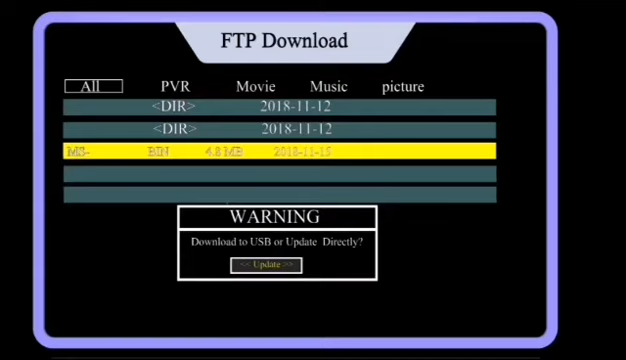 FTP Download
All PVR Movie Music picture
<DIR> 2018-11-12
<DIR> 2018-11-12
MS- BIN 4.8 MB 2018-11-15
WARNING
Download to USB or Update Directly?
<< Update >>